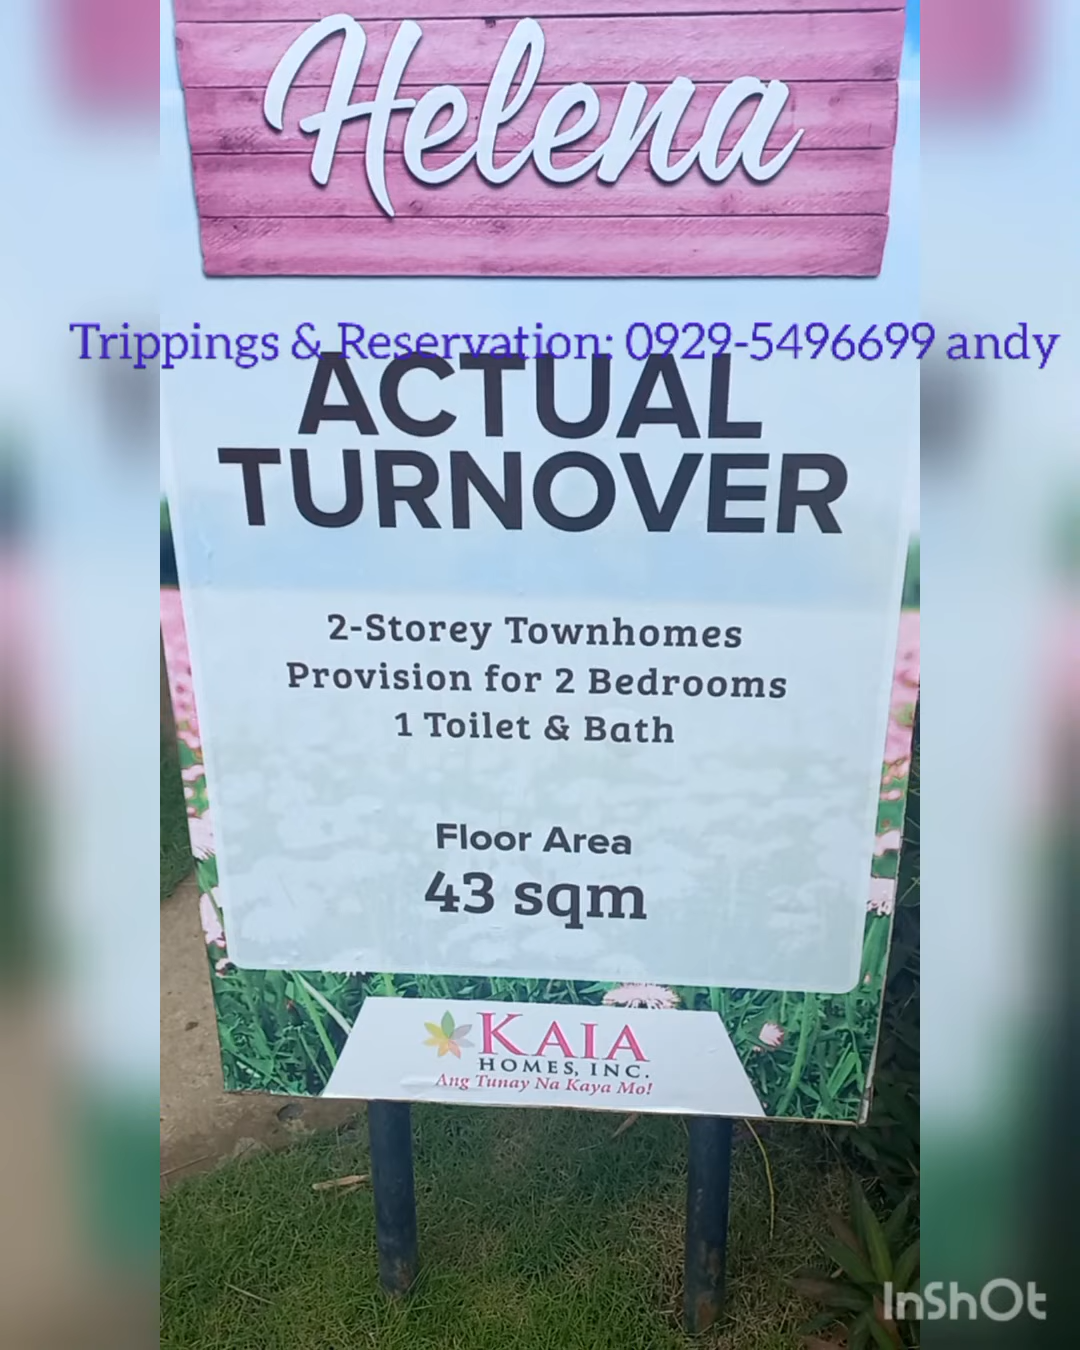 Helena
Trippings & Reservation: 0929-5496699 andy
ACTUAL
TURNOVER
2-Storey Townhomes
Provision for 2 Bedrooms
1 Toilet & Bath
Floor Area
43 sqm
KAIA
HOMES, INC.
Ang Tunay Na Kaya Mo!
InShOt